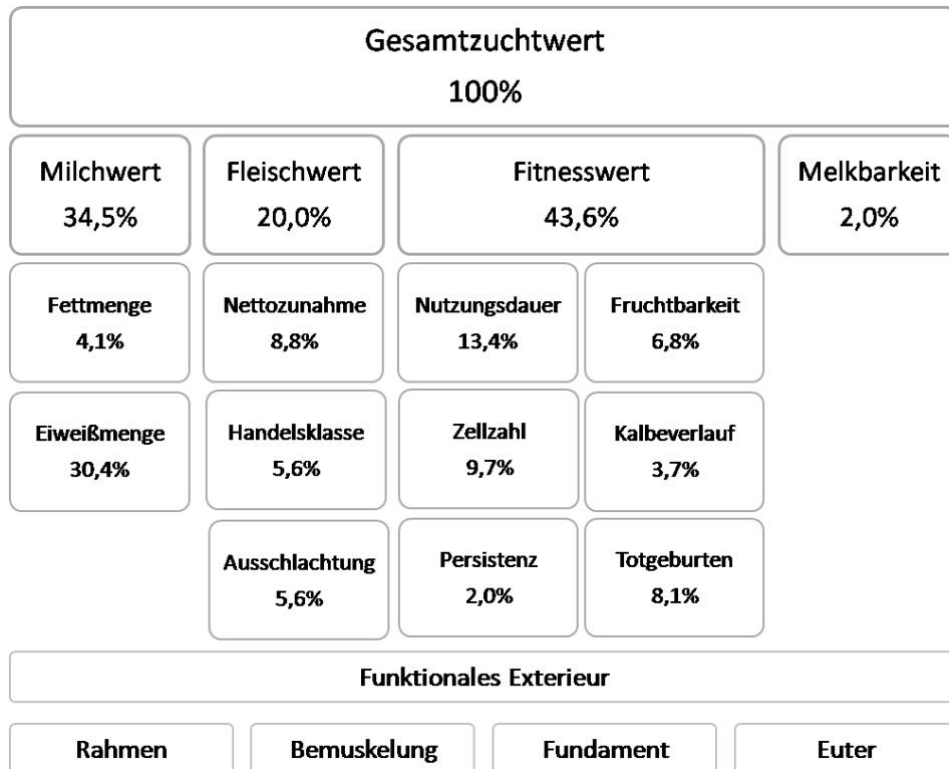 Gesamtzuchtwert
100%
Milchwert
34,5%
Fleischwert
20,0%
Fitnesswert
43,6%
Melkbarkeit
2,0%
Fettmenge
4,1%
Nettozunahme
8,8%
Nutzungsdauer
13,4%
Fruchtbarkeit
6,8%
Eiweißmenge
30,4%
Handelsklasse
5,6%
Zellzahl
9,7%
Kalbeverlauf
3,7%
Ausschlachtung
5,6%
Persistenz
2,0%
Totgeburten
8,1%
Funktionales Exterieur
Rahmen
Bemuskelung
Fundament
Euter